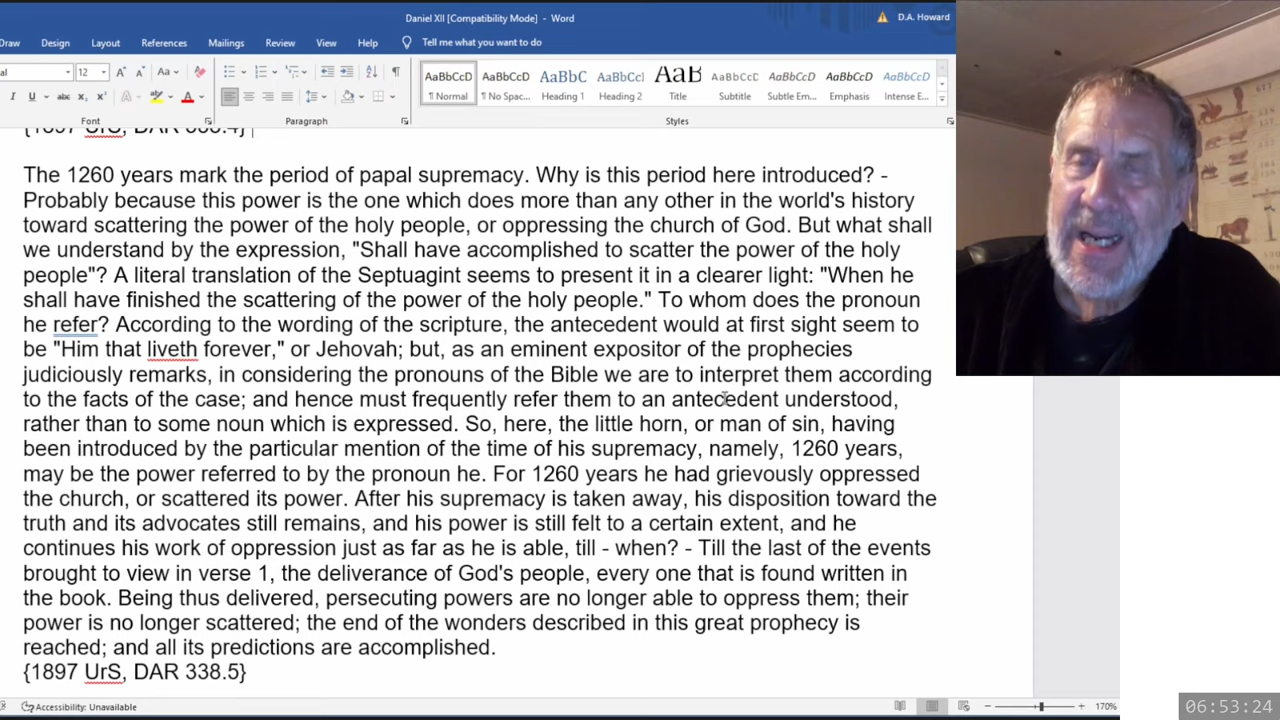 Daniel XII [Compatibility Mode] - Word
D.A. Howard
Draw Design Layout References Mailings Review View Help Tell me what you want to do
al 12 Aa
AaBbCcD AaBbCcD AaBbC AaBbCcl AaB AaBbCcD AaBbCcD AaBbCcD AaBbCcD
¶ Normal ¶ No Spac... Heading 1 Heading 2 Title Subtitle Subtle Em... Emphasis Intense E...
Font Paragraph Styles
{1897 UrS, DAR 338.4}
The 1260 years mark the period of papal supremacy. Why is this period here introduced? -
Probably because this power is the one which does more than any other in the world's history
toward scattering the power of the holy people, or oppressing the church of God. But what shall
we understand by the expression, "Shall have accomplished to scatter the power of the holy
people"? A literal translation of the Septuagint seems to present it in a clearer light: "When he
shall have finished the scattering of the power of the holy people." To whom does the pronoun
he refer? According to the wording of the scripture, the antecedent would at first sight seem to
be "Him that liveth forever," or Jehovah; but, as an eminent expositor of the prophecies
judiciously remarks, in considering the pronouns of the Bible we are to interpret them according
to the facts of the case; and hence must frequently refer them to an antecedent understood,
rather than to some noun which is expressed. So, here, the little horn, or man of sin, having
been introduced by the particular mention of the time of his supremacy, namely, 1260 years,
may be the power referred to by the pronoun he. For 1260 years he had grievously oppressed
the church, or scattered its power. After his supremacy is taken away, his disposition toward the
truth and its advocates still remains, and his power is still felt to a certain extent, and he
continues his work of oppression just as far as he is able, till - when? - Till the last of the events
brought to view in verse 1, the deliverance of God's people, every one that is found written in
the book. Being thus delivered, persecuting powers are no longer able to oppress them; their
power is no longer scattered; the end of the wonders described in this great prophecy is
reached; and all its predictions are accomplished.
{1897 UrS, DAR 338.5}
Accessibility: Unavailable
170%
06:53:24